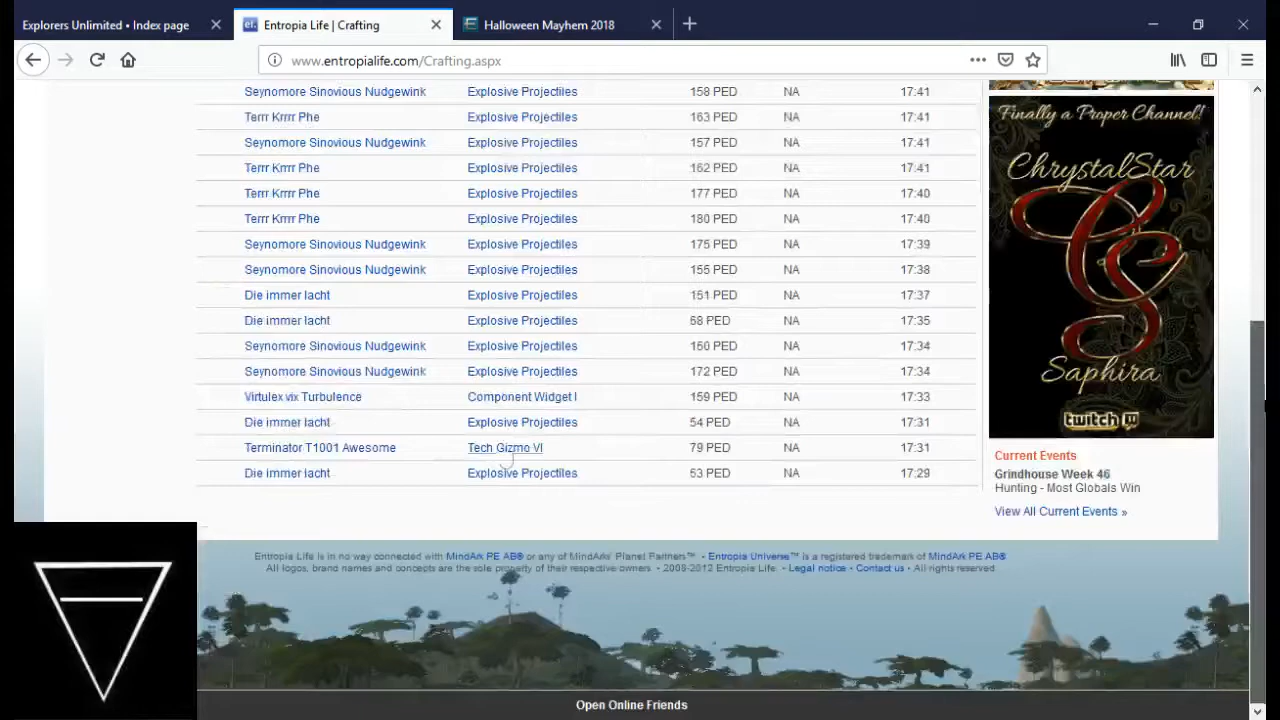 Explorers Unlimited • Index page
el. Entropia Life | Crafting
Halloween Mayhem 2018
www.entropialife.com/Crafting.aspx
Seynomore Sinovious Nudgewink Explosive Projectiles 158 PED NA 17:41
Terrr Krrrr Phe Explosive Projectiles 163 PED NA 17:41
Seynomore Sinovious Nudgewink Explosive Projectiles 157 PED NA 17:41
Terrr Krrrr Phe Explosive Projectiles 162 PED NA 17:41
Terrr Krrrr Phe Explosive Projectiles 177 PED NA 17:40
Terrr Krrrr Phe Explosive Projectiles 180 PED NA 17:40
Seynomore Sinovious Nudgewink Explosive Projectiles 175 PED NA 17:39
Seynomore Sinovious Nudgewink Explosive Projectiles 155 PED NA 17:38
Die immer lacht Explosive Projectiles 151 PED NA 17:37
Die immer lacht Explosive Projectiles 68 PED NA 17:35
Seynomore Sinovious Nudgewink Explosive Projectiles 150 PED NA 17:34
Seynomore Sinovious Nudgewink Explosive Projectiles 172 PED NA 17:34
Virtulex vix Turbulence Component Widget I 159 PED NA 17:33
Die immer lacht Explosive Projectiles 54 PED NA 17:31
Terminator T1001 Awesome Tech Gizmo VI 79 PED NA 17:31
Die immer lacht Explosive Projectiles 53 PED NA 17:29
Finally a Proper Channel!
ChrystalStar
CS
Saphira
twitch
Current Events
Grindhouse Week 46
Hunting - Most Globals Win
View All Current Events »
Entropia Life is in no way connected with MindArk PE AB® or any of MindArks' Planet Partners™ • Entropia Universe™ is a registered trademark of MindArk PE AB®
All logos, brand names and concepts are the sole property of their respective owners. • 2008-2012 Entropia Life. • Legal notice • Contact us • All rights reserved.
Open Online Friends